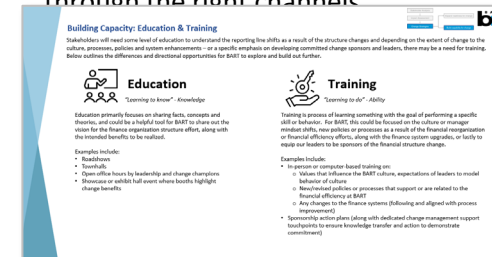 through the right channels
Building Capacity: Education & Training
Stakeholders will need some level of education to understand the reporting line shifts as a result of the structure changes and depending on the extent of change to the
culture, processes, policies and system enhancements – or a specific emphasis on developing committed change sponsors and leaders, there may be a need for training.
Below outlines the differences and directional opportunities for BART to explore and build out further.
Education
"Learning to know" - Knowledge
Education primarily focuses on sharing facts, concepts and
theories, and could be a helpful tool for BART to share out the
vision for the finance organization structure effort, along with
the intended benefits to be realized.
Examples include:
• Roadshows
• Townhalls
• Open office hours by leadership and change champions
• Showcase or exhibit hall event where booths highlight
change benefits
Training
"Learning to do" - Ability
Training is process of learning something with the goal of performing a specific
skill or behavior. For BART, this could be focused on the culture or manager
mindset shifts, new policies or processes as a result of the financial reorganization
or financial efficiency efforts, along with the finance system upgrades, or lastly to
equip our leaders to be sponsors of the financial structure change.
Examples include:
• In-person or computer-based training on:
o Values that influence the BART culture, expectations of leaders to model
behavior of culture
o New/revised policies or processes that support or are related to the
financial efficiency at BART
o Any changes to the finance systems (following and aligned with process
improvement)
• Sponsorship action plans (along with dedicated change management support
touchpoints to ensure knowledge transfer and action to demonstrate
commitment)